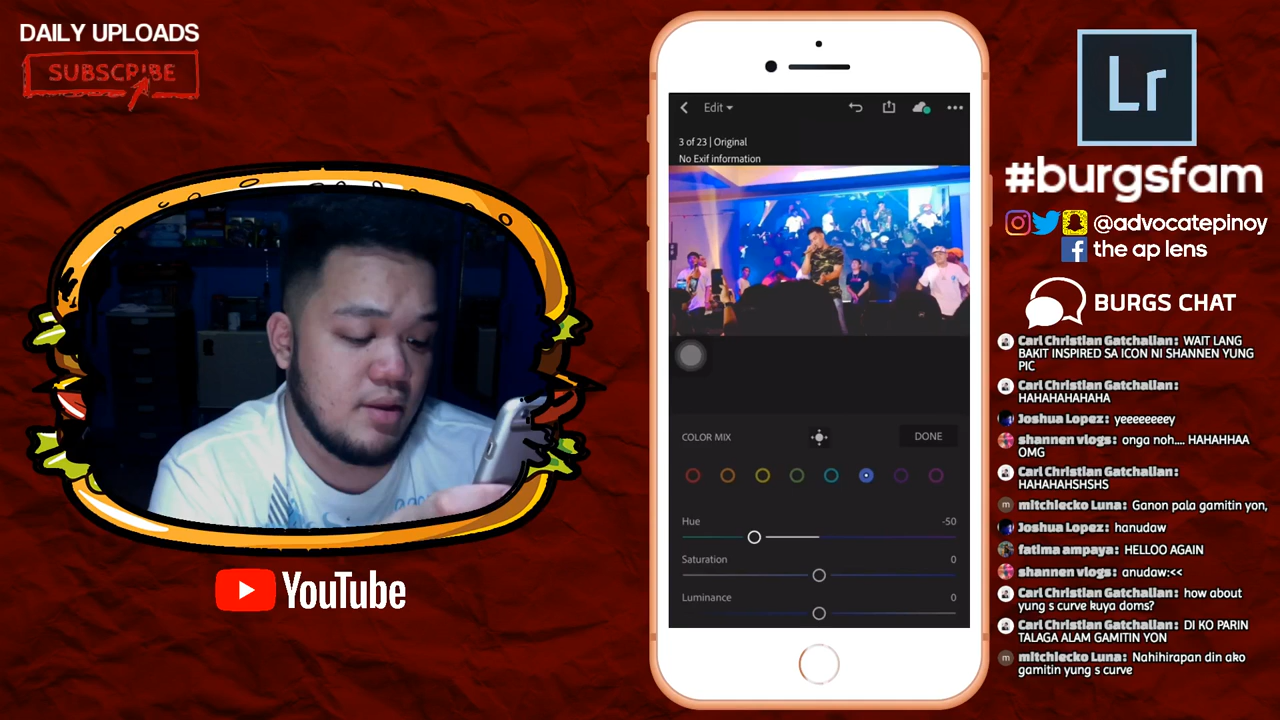 DAILY UPLOADS
SUBSCRIBE
YouTube
Edit
3 of 23 | Original
No Exif information
COLOR MIX
DONE
Hue
-50
Saturation
0
Luminance
0
Lr
#burgsfam
@advocatepinoy
the ap lens
BURGS CHAT
Carl Christian Gatchalian: WAIT LANG
BAKIT INSPIRED SA ICON NI SHANNEN YUNG
PIC
Carl Christian Gatchalian:
HAHAHAHAHAHA
Joshua Lopez: yeeeeeeeey
shannen vlogs: onga noh.... HAHAHHAA
OMG
Carl Christian Gatchalian:
HAHAHAHSHSHS
m mitchiecko Luna: Ganon pala gamitin yon,
Joshua Lopez: hanudaw
fatima ampaya: HELLOO AGAIN
shannen vlogs: anudaw:<<
Carl Christian Gatchalian: how about
yung s curve kuya doms?
Carl Christian Gatchalian: DI KO PARIN
TALAGA ALAM GAMITIN YON
m mitchiecko Luna: Nahihirapan din ako
gamitin yung s curve